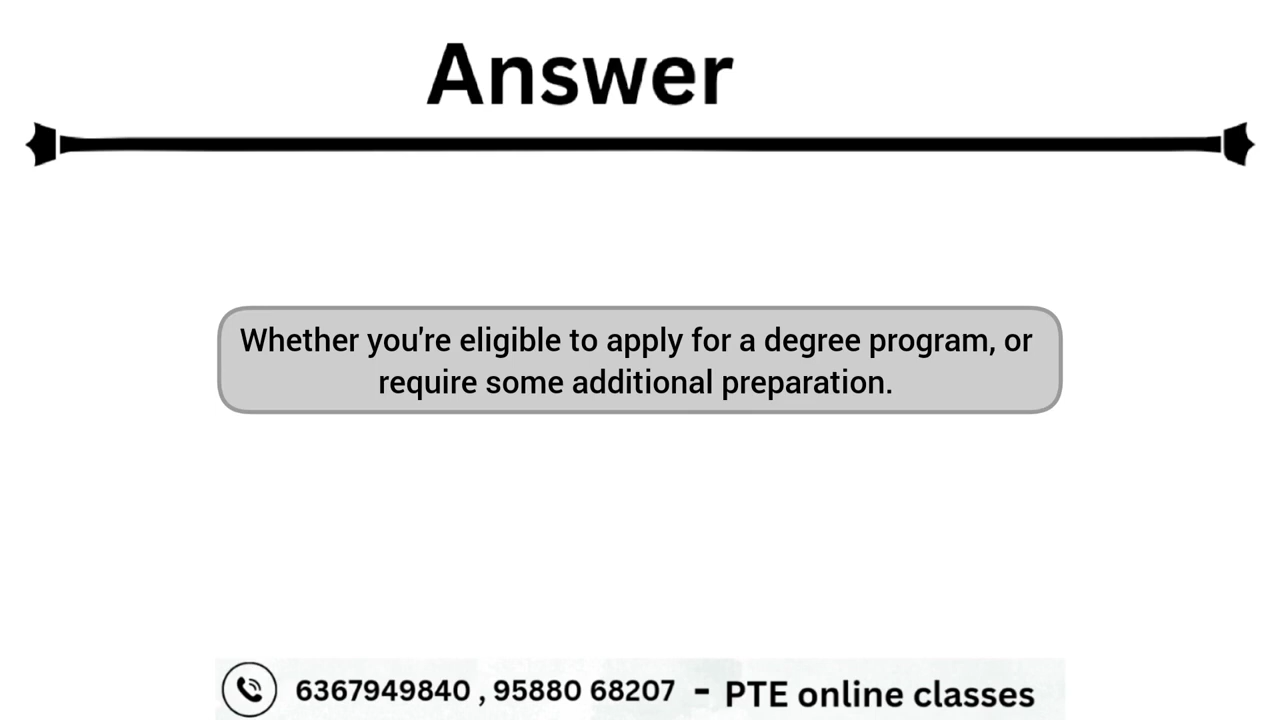 Answer
Whether you're eligible to apply for a degree program, or
require some additional preparation.
6367949840 , 95880 68207 - PTE online classes